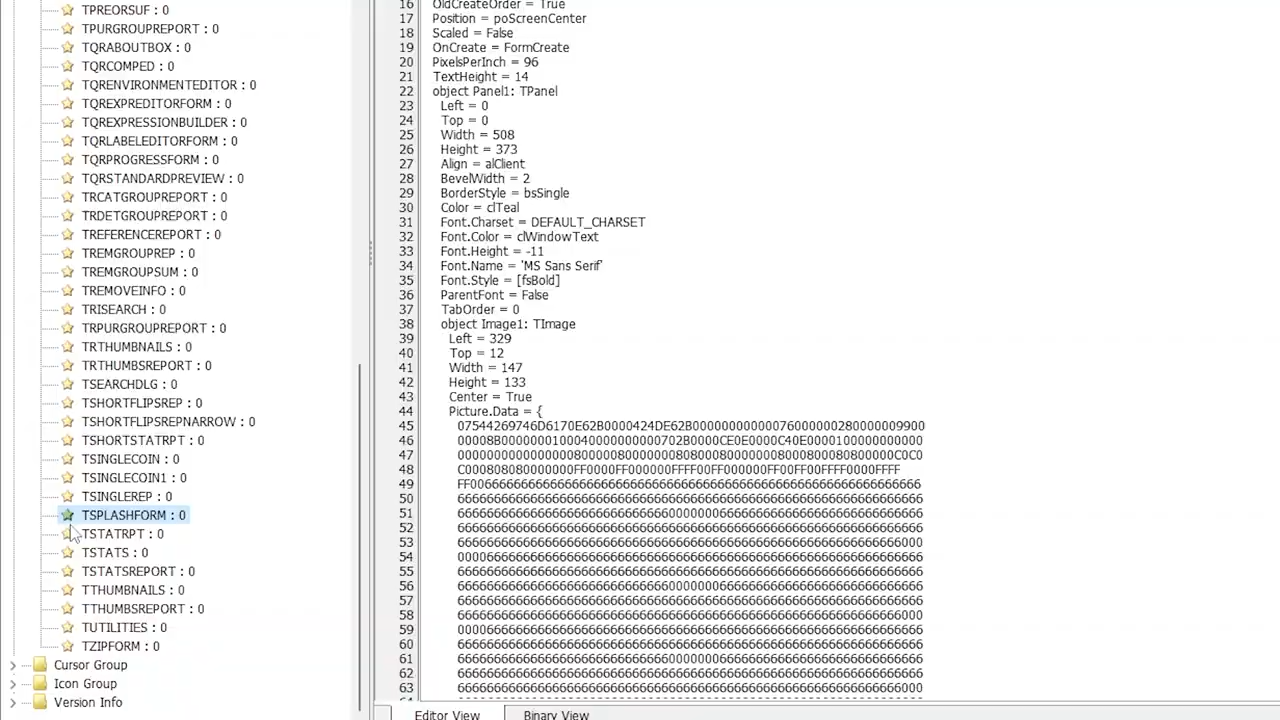 TPREORSUF : 0
TPURGROUPREPORT : 0
TQRABOUTBOX : 0
TQRCOMPED : 0
TQRENVIRONMENTEDITOR : 0
TQREXPREDITORFORM : 0
TQREXPRESSIONBUILDER : 0
TQRLABELEDITORFORM : 0
TQRPROGRESSFORM : 0
TQRSTANDARDPREVIEW : 0
TRCATGROUPREPORT : 0
TRDETGROUPREPORT : 0
TREFERENCEREPORT : 0
TREMGROUPREP : 0
TREMGROUPSUM : 0
TREMOVEINFO : 0
TRISEARCH : 0
TRPURGROUPREPORT : 0
TRTHUMBNAILS : 0
TRTHUMBSREPORT : 0
TSEARCHDLG : 0
TSHORTFLIPSREP : 0
TSHORTFLIPSREPNARROW : 0
TSHORTSTATRPT : 0
TSINGLECOIN : 0
TSINGLECOIN1 : 0
TSINGLEREP : 0
TSPLASHFORM : 0
TSTATRPT : 0
TSTATS : 0
TSTATSREPORT : 0
TTHUMBNAILS : 0
TTHUMBSREPORT : 0
TUTILITIES : 0
TZIPFORM : 0
Cursor Group
Icon Group
Version Info
16 OldCreateOrder = True
17 Position = poScreenCenter
18 Scaled = False
19 OnCreate = FormCreate
20 PixelsPerInch = 96
21 TextHeight = 14
22 object Panel1: TPanel
23 Left = 0
24 Top = 0
25 Width = 508
26 Height = 373
27 Align = alClient
28 BevelWidth = 2
29 BorderStyle = bsSingle
30 Color = clTeal
31 Font.Charset = DEFAULT_CHARSET
32 Font.Color = clWindowText
33 Font.Height = -11
34 Font.Name = 'MS Sans Serif'
35 Font.Style = [fsBold]
36 ParentFont = False
37 TabOrder = 0
38 object Image1: TImage
39 Left = 329
40 Top = 12
41 Width = 147
42 Height = 133
43 Center = True
44 Picture.Data = {
45
46
47
48
49
50 6666666666666666666666666666666666666666666666666666666666666666
51 6666666666666666666666666666666666666666666666666666666666666666
52 6666666666666666666666666666666666666666666666666666666666666666
53 6666666666666666666666666666666666666666666666666666666666666000
54
55 6666666666666666666666666666666666666666666666666666666666666666
56
57 6666666666666666666666666666666666666666666666666666666666666666
58 6666666666666666666666666666666666666666666666666666666666666000
59
60 6666666666666666666666666666666666666666666666666666666666666666
61
62 6666666666666666666666666666666666666666666666666666666666666666
63 6666666666666666666666666666666666666666666666666666666666666000
Editor View
Binary View